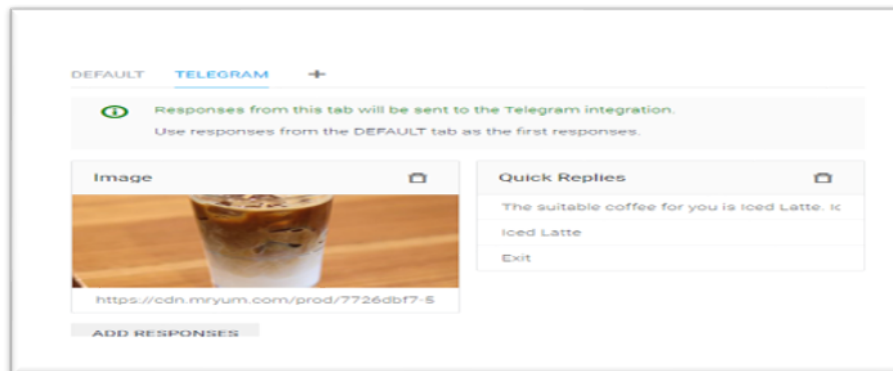 DEFAULT TELEGRAM +
Responses from this tab will be sent to the Telegram integration.
Use responses from the DEFAULT tab as the first responses.
Image
https://cdn.mryum.com/prod/7726dbf7-5
Quick Replies
The suitable coffee for you is Iced Latte. Ic
Iced Latte
Exit
ADD RESPONSES